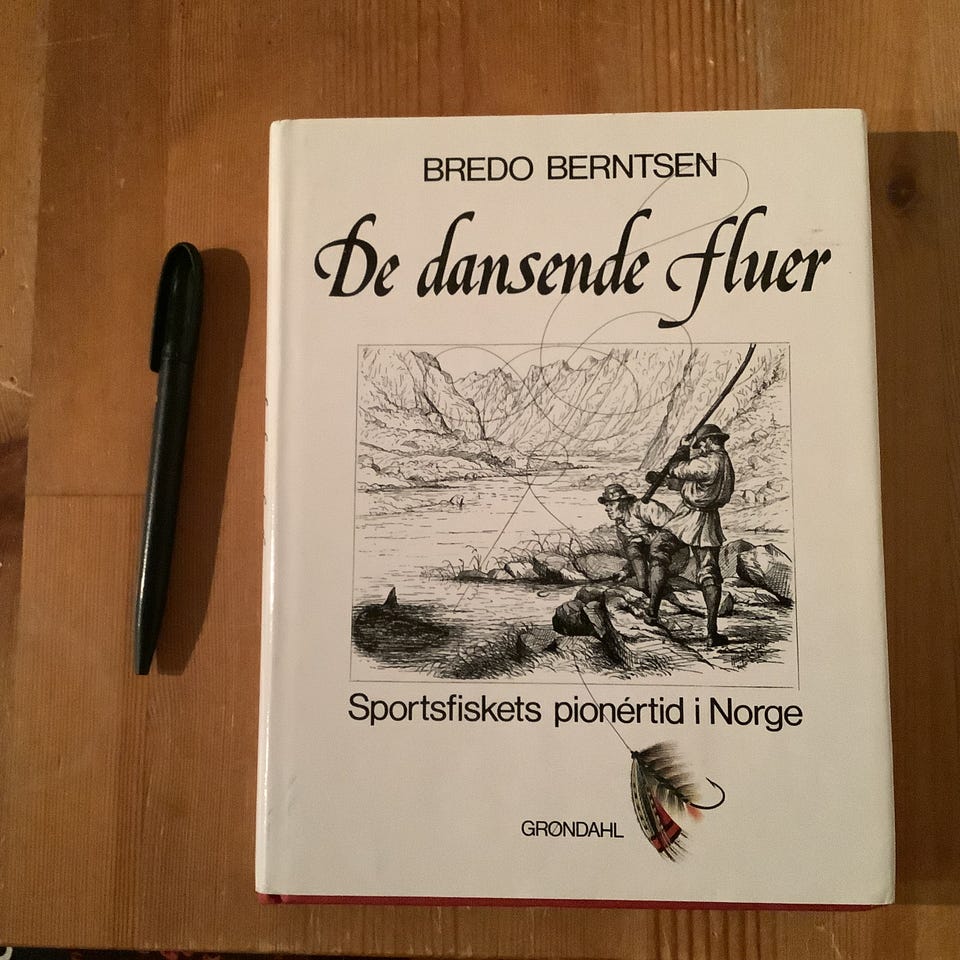 BREDO BERNTSEN
De dansende fluer
Sportsfiskets pionértid i Norge
GRØNDAHL